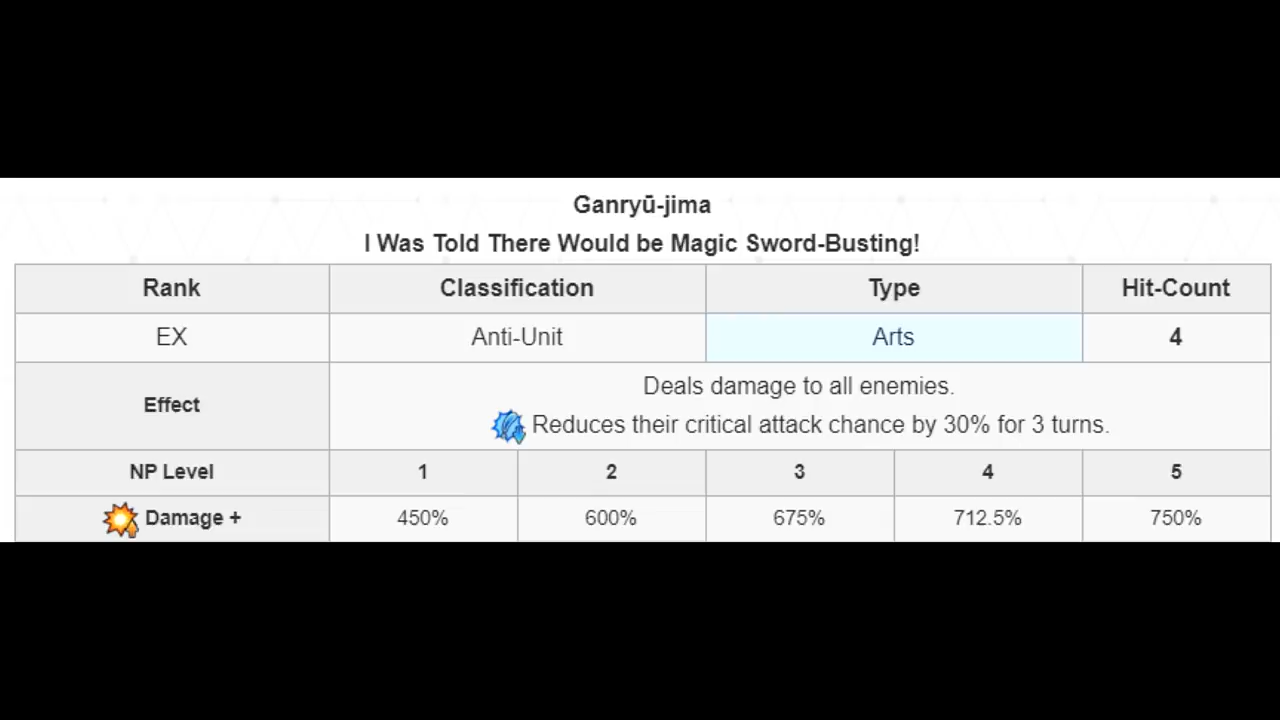 Ganryū-jima
I Was Told There Would be Magic Sword-Busting!
Rank Classification Type Hit-Count
EX Anti-Unit Arts 4
Effect
Deals damage to all enemies.
Reduces their critical attack chance by 30% for 3 turns.
NP Level 1 2 3 4 5
Damage + 450% 600% 675% 712.5% 750%